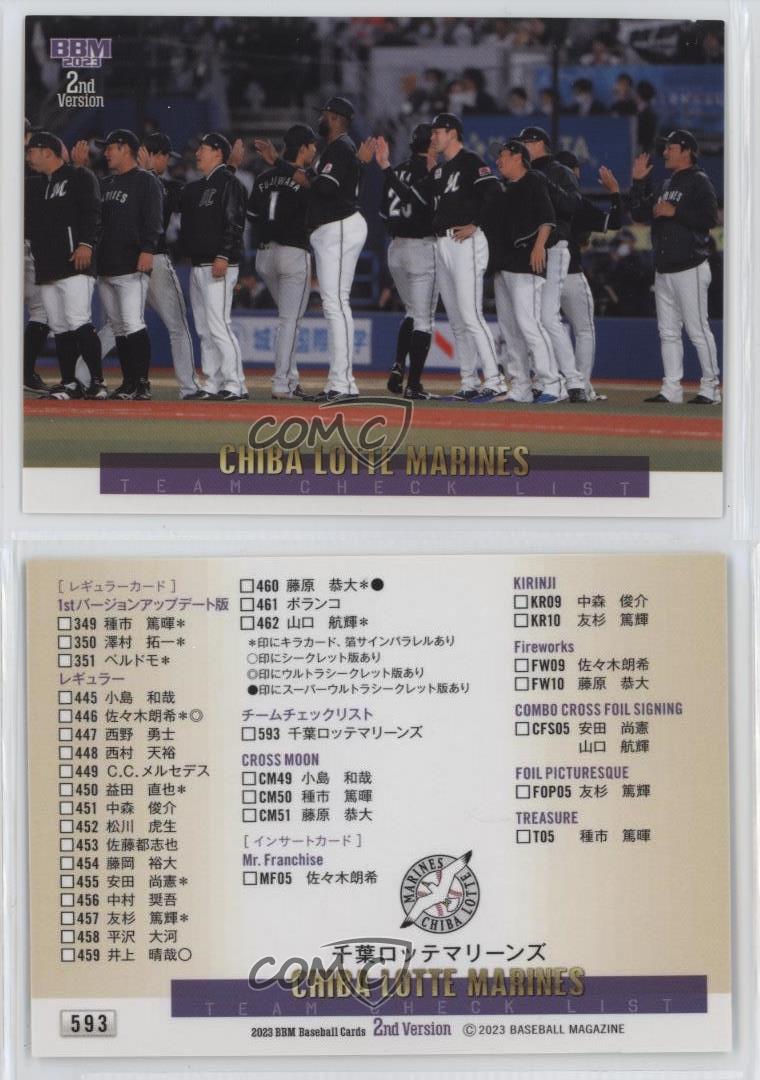 BBM
2023
2nd
Version
MARINES
M
FUJIWARA
1
M
COMC
CHIBA LOTTE MARINES
TEAM CHECK LIST
[レギュラーカード]
1stバージョンアップデート版
□349 種市 篤暉*
□350 澤村 拓一*
□351 ペルドモ*
レギュラー
□445 小島 和哉
□446 佐々木朗希*◎
□447 西野 勇士
□448 西村 天裕
□449 C.C.メルセデス
□450 益田 直也*
□451 中森 俊介
□452 松川 虎生
□453 佐藤都志也
□454 藤岡 裕大
□455 安田 尚憲*
□456 中村 奨吾
□457 友杉 篤輝*
□458 平沢 大河
□459 井上 晴哉○
□460 藤原 恭大*●
□461 ポランコ
□462 山口 航輝*
*印にキラカード、箔サインパラレルあり
○印にシークレット版あり
◎印にウルトラシークレット版あり
●印にスーパーウルトラシークレット版あり
チームチェックリスト
□593 千葉ロッテマリーンズ
CROSS MOON
□CM49 小島 和哉
□CM50 種市 篤暉
□CM51 藤原 恭大
[インサートカード]
Mr. Franchise
□MF05 佐々木朗希
KIRINJI
□KR09 中森 俊介
□KR10 友杉 篤輝
Fireworks
□FW09 佐々木朗希
□FW10 藤原 恭大
COMBO CROSS FOIL SIGNING
□CFS05 安田 尚憲
山口 航輝
FOIL PICTURESQUE
□FOP05 友杉 篤輝
TREASURE
□T05 種市 篤暉
MARINES
CHIBA LOTTE
千葉ロッテマリーンズ
COMC
CHIBA LOTTE MARINES
TEAM CHECK LIST
593
2023 BBM Baseball Cards 2nd Version ©2023 BASEBALL MAGAZINE